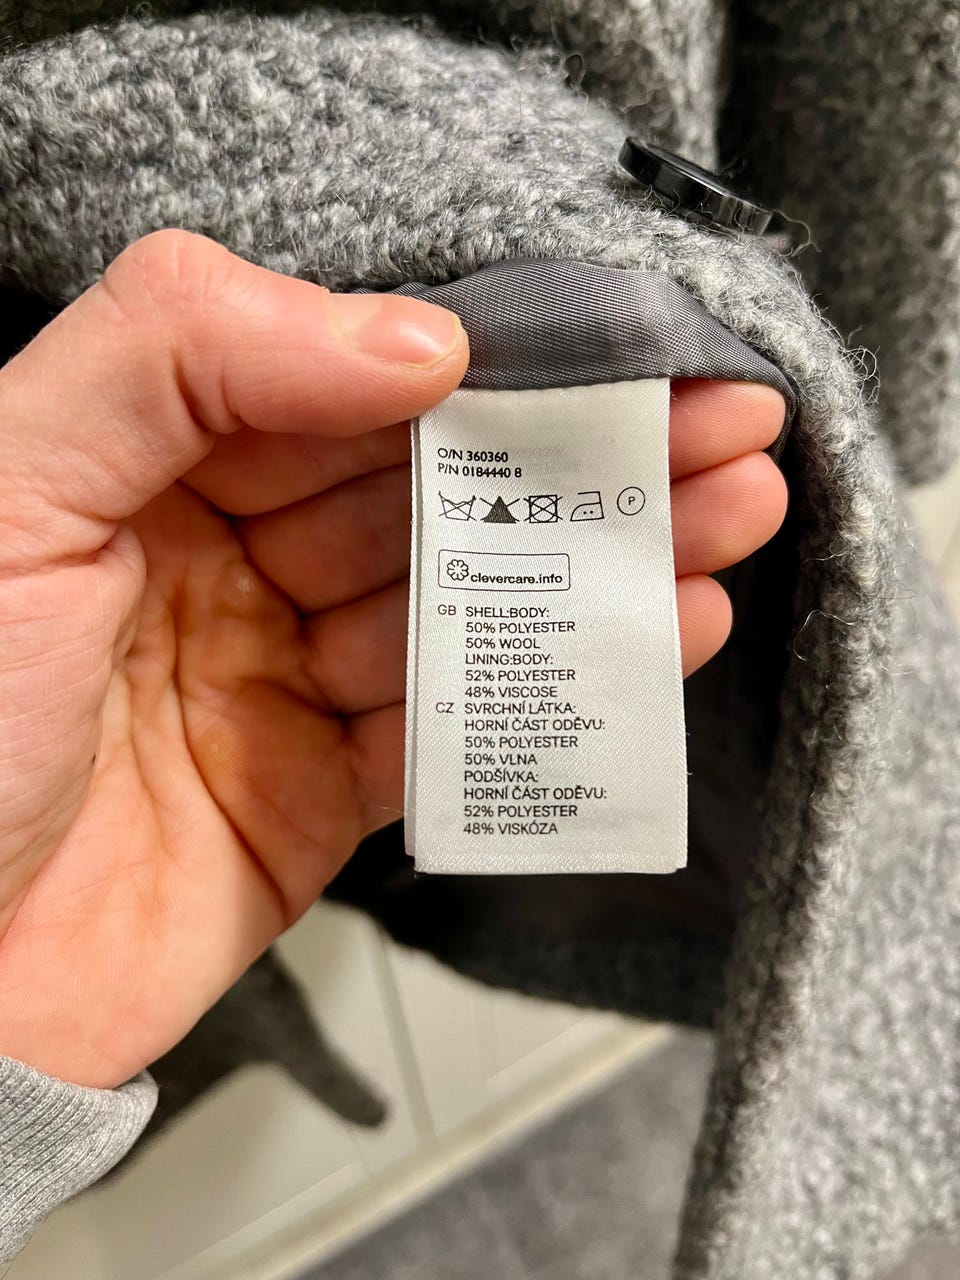 O/N 360360
P/N 0184440 8
P
clevercare.info
GB SHELL:BODY:
50% POLYESTER
50% WOOL
LINING:BODY:
52% POLYESTER
48% VISCOSE
CZ SVRCHNÍ LÁTKA:
HORNÍ ČÁST ODĚVU:
50% POLYESTER
50% VLNA
PODŠÍVKA:
HORNÍ ČÁST ODĚVU:
52% POLYESTER
48% VISKÓZA